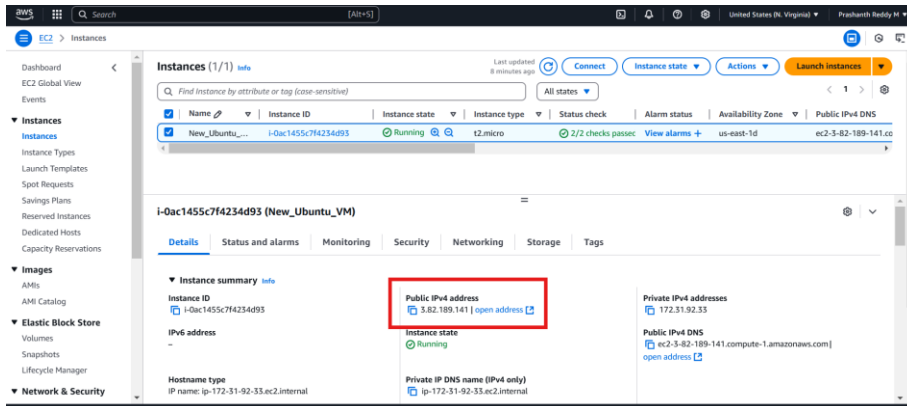 aws
Search
[Alt+S]
United States (N. Virginia) ▼
Prashanth Reddy M
EC2 > Instances
Dashboard
EC2 Global View
Events
▼ Instances
Instances
Instance Types
Launch Templates
Spot Requests
Savings Plans
Reserved Instances
Dedicated Hosts
Capacity Reservations
▼ Images
AMIs
AMI Catalog
▼ Elastic Block Store
Volumes
Snapshots
Lifecycle Manager
▼ Network & Security
Instances (1/1) Info
Last updated
8 minutes ago
Connect
Instance state ▼
Actions ▼
Launch instances ▼
Find Instance by attribute or tag (case-sensitive)
All states ▼
< 1 >
Name
Instance ID
Instance state
Instance type
Status check
Alarm status
Availability Zone
Public IPv4 DNS
New_Ubuntu_...
i-0ac1455c7f4234d93
Running
t2.micro
2/2 checks passec
View alarms +
us-east-1d
ec2-3-82-189-141.co
i-0ac1455c7f4234d93 (New_Ubuntu_VM)
Details
Status and alarms
Monitoring
Security
Networking
Storage
Tags
▼ Instance summary Info
Instance ID
i-0ac1455c7f4234d93
Public IPv4 address
3.82.189.141 | open address
Private IPv4 addresses
172.31.92.33
IPv6 address
–
Instance state
Running
Public IPv4 DNS
ec2-3-82-189-141.compute-1.amazonaws.com |
open address
Hostname type
IP name: ip-172-31-92-33.ec2.internal
Private IP DNS name (IPv4 only)
ip-172-31-92-33.ec2.internal